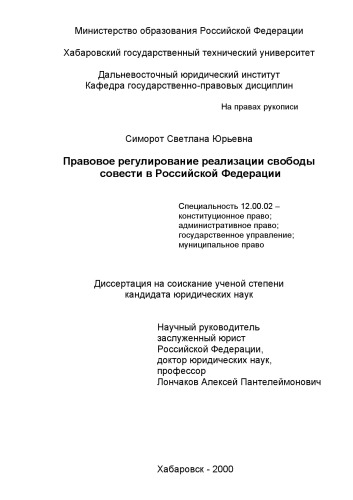 Министерство образования Российской Федерации
Хабаровский государственный технический университет
Дальневосточный юридический институт
Кафедра государственно-правовых дисциплин
На правах рукописи
Симорот Светлана Юрьевна
Правовое регулирование реализации свободы
совести в Российской Федерации
Специальность 12.00.02 –
конституционное право;
административное право;
государственное управление;
муниципальное право
Диссертация на соискание ученой степени
кандидата юридических наук
Научный руководитель
заслуженный юрист
Российской Федерации,
доктор юридических наук,
профессор
Лончаков Алексей Пантелеймонович
Хабаровск - 2000